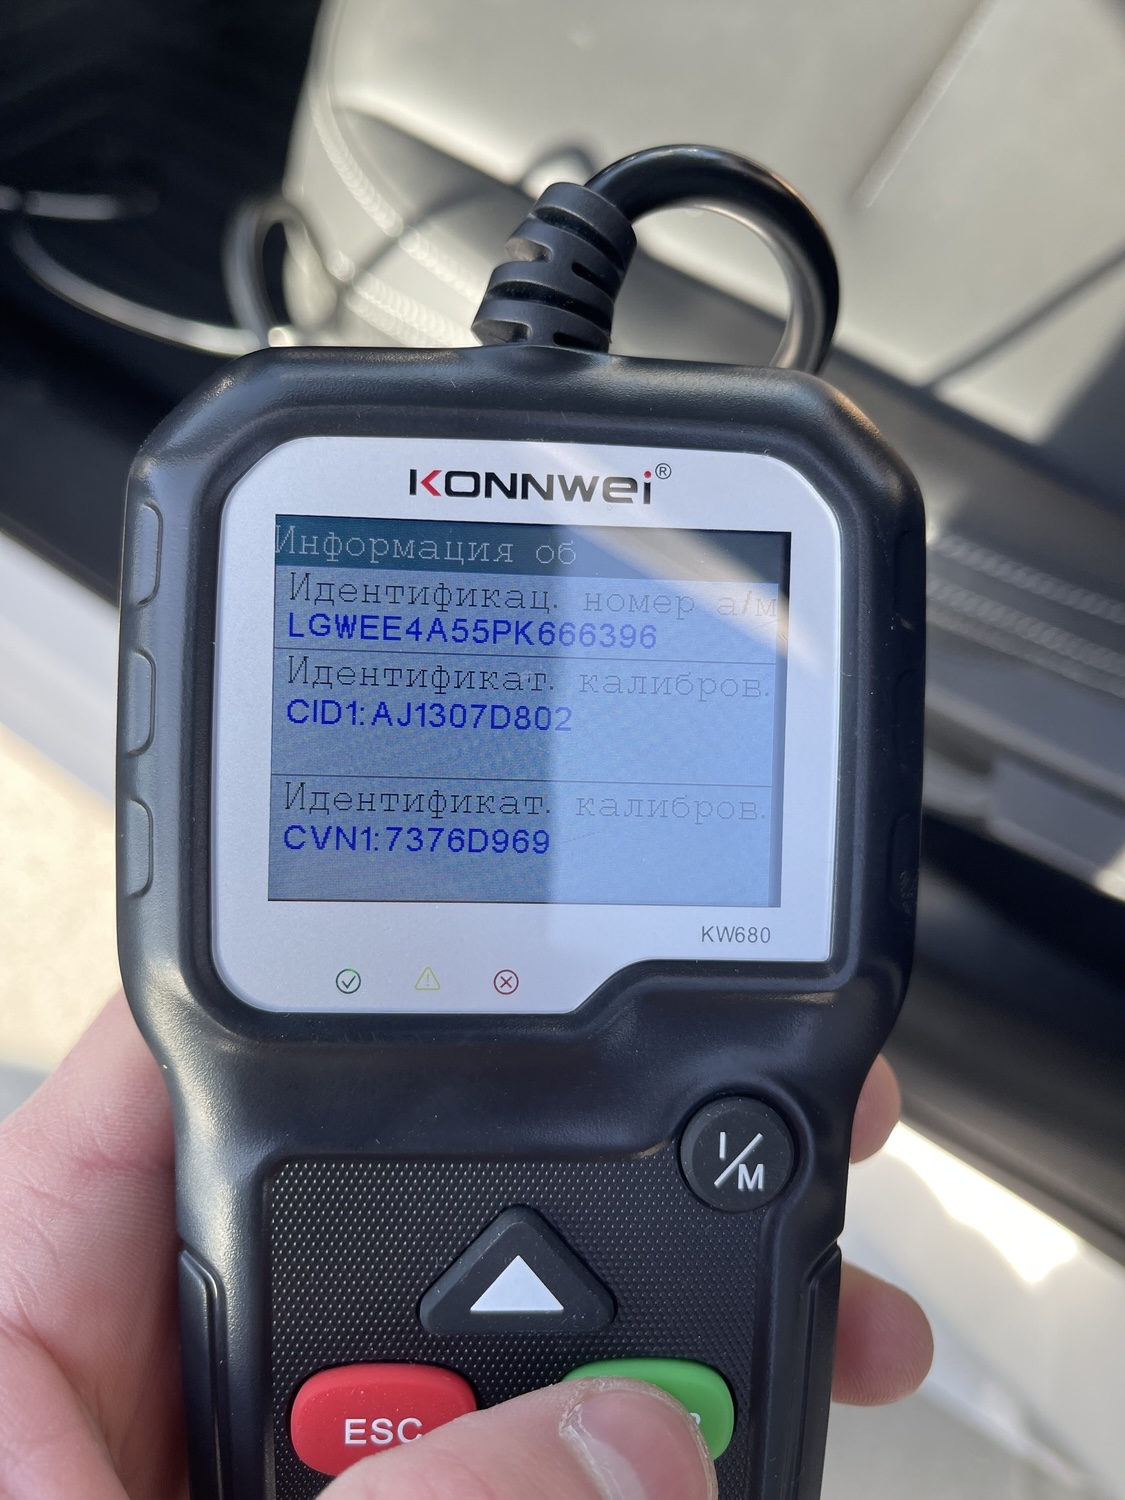 KONNWEI®
Информация об
Идентификац. номер а/м
LGWEE4A55PK666396
Идентификат. калибров.
CID1:AJ1307D802
Идентификат. калибров.
CVN1:7376D969
KW680
I/M
ESC